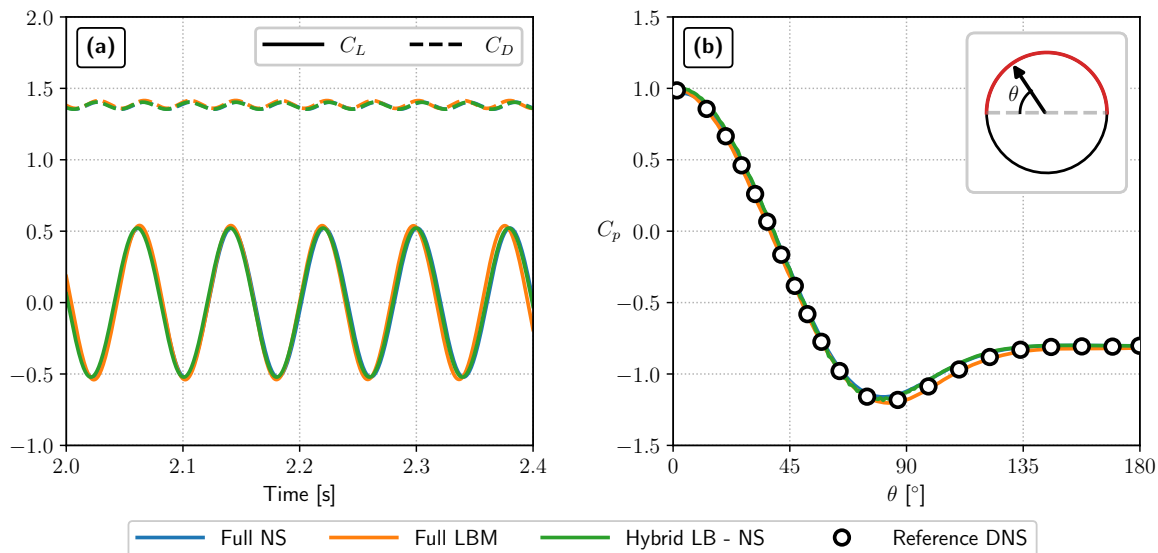 (a)
C_L
C_D
2.0
1.5
1.0
0.5
0.0
−0.5
−1.0
2.0 2.1 2.2 2.3 2.4
Time [s]
(b)
θ
C_p
1.5
1.0
0.5
0.0
−0.5
−1.0
−1.5
0 45 90 135 180
θ [°]
Full NS Full LBM Hybrid LB - NS Reference DNS